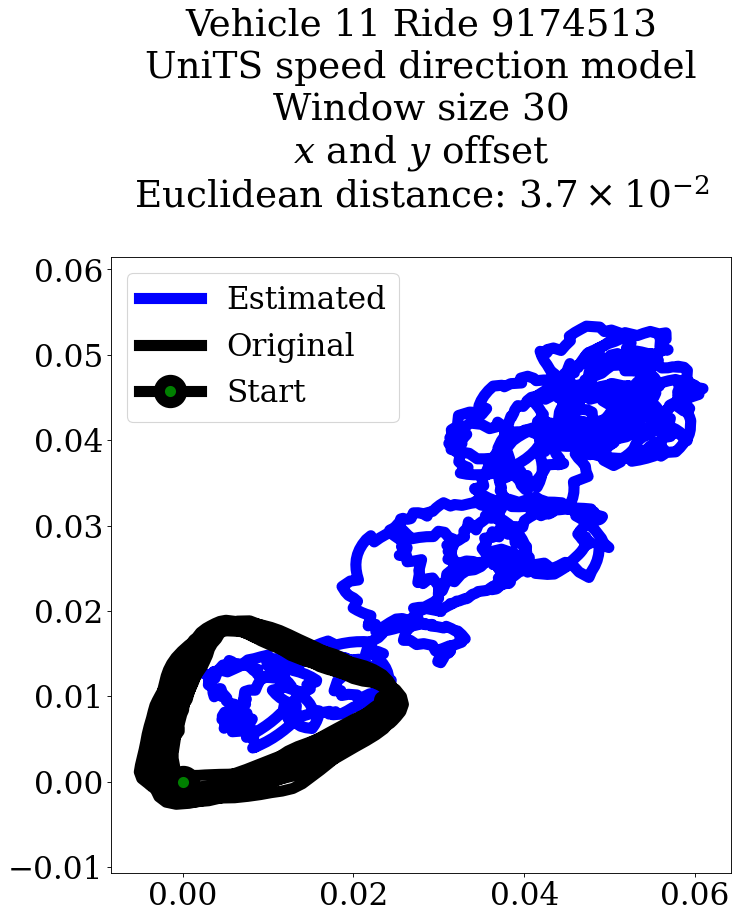 Vehicle 11 Ride 9174513
UniTS speed direction model
Window size 30
x and y offset
Euclidean distance: 3.7 × 10⁻²
Estimated
Original
Start
0.06
0.05
0.04
0.03
0.02
0.01
0.00
−0.01
0.00 0.02 0.04 0.06